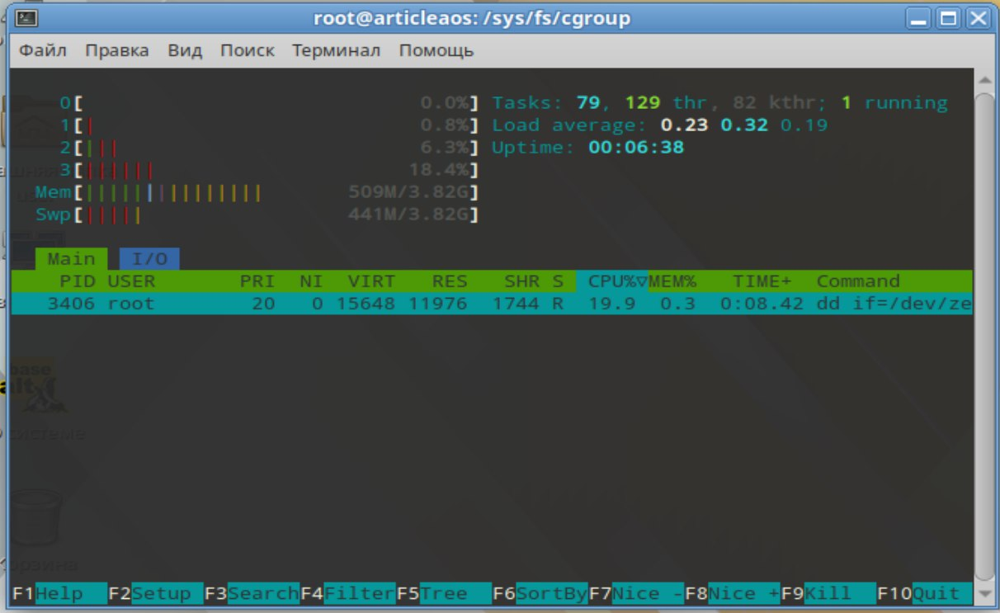 root@articleaos: /sys/fs/cgroup
Файл Правка Вид Поиск Терминал Помощь
0[ 0.0%] Tasks: 79, 129 thr, 82 kthr; 1 running
1[| 0.8%] Load average: 0.23 0.32 0.19
2[||| 6.3%] Uptime: 00:06:38
3[|||||| 18.4%]
Mem[||||||||||||||| 509M/3.82G]
Swp[||||| 441M/3.82G]
Main I/O
PID USER PRI NI VIRT RES SHR S CPU%▽MEM% TIME+ Command
3406 root 20 0 15648 11976 1744 R 19.9 0.3 0:08.42 dd if=/dev/ze
base
alt
системе
корзина
F1Help F2Setup F3SearchF4FilterF5Tree F6SortByF7Nice -F8Nice +F9Kill F10Quit